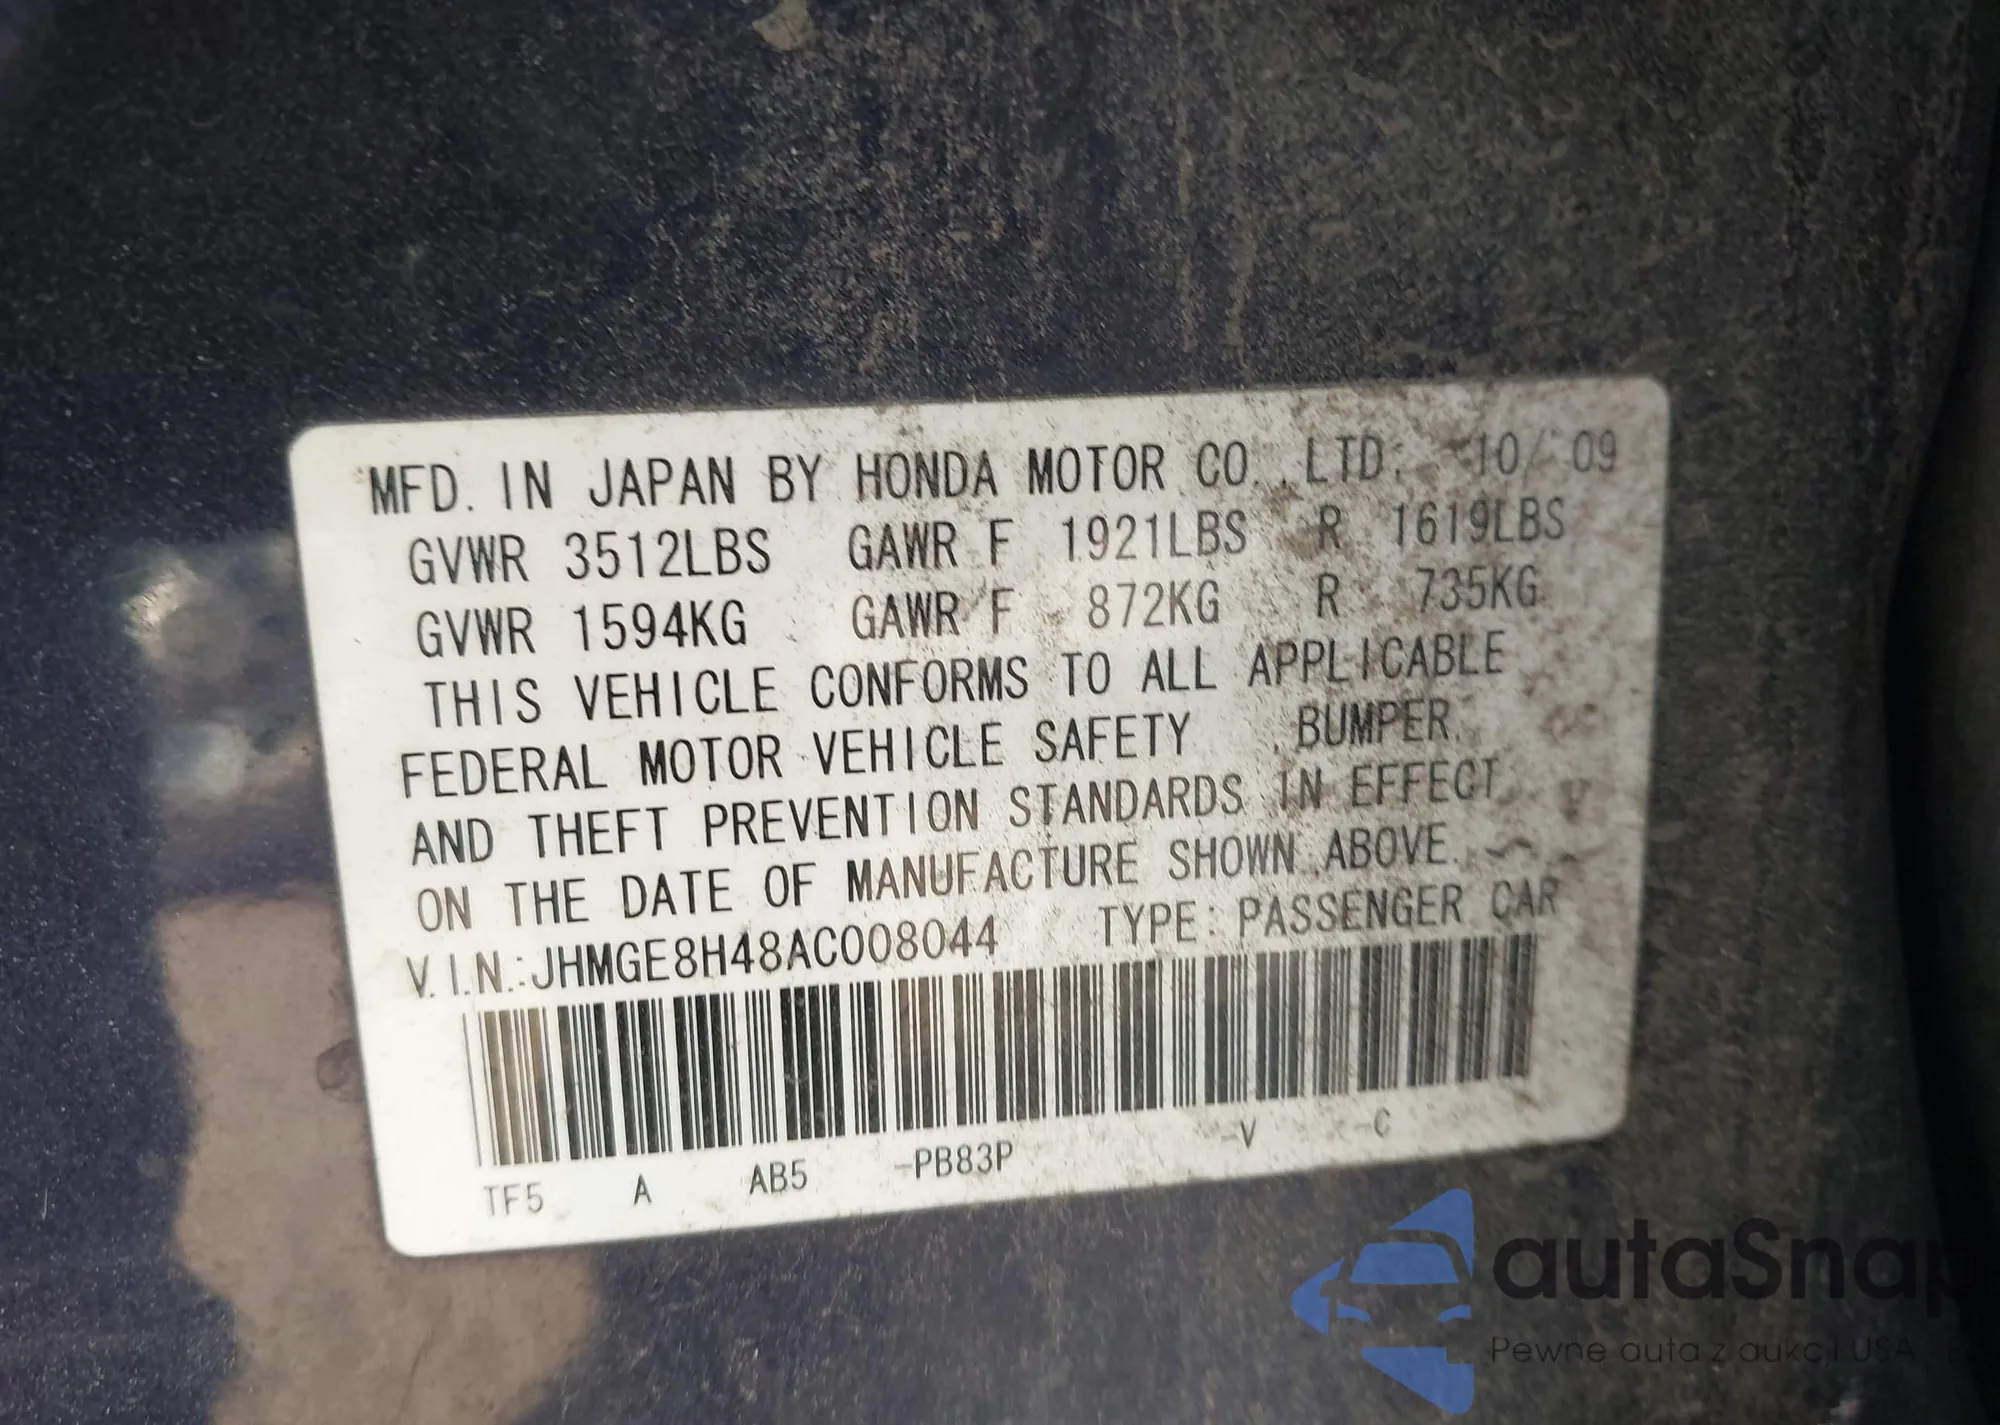 MFD. IN JAPAN BY HONDA MOTOR CO., LTD. 10/ 09
GVWR 3512LBS GAWR F 1921LBS R 1619LBS
GVWR 1594KG GAWR F 872KG R 735KG
THIS VEHICLE CONFORMS TO ALL APPLICABLE
FEDERAL MOTOR VEHICLE SAFETY , BUMPER,
AND THEFT PREVENTION STANDARDS IN EFFECT
ON THE DATE OF MANUFACTURE SHOWN ABOVE.
V.I.N.:JHMGE8H48AC008044 TYPE: PASSENGER CAR
TF5 A AB5 -PB83P -V -C
autaSnap
Pewne auta z aukcji USA